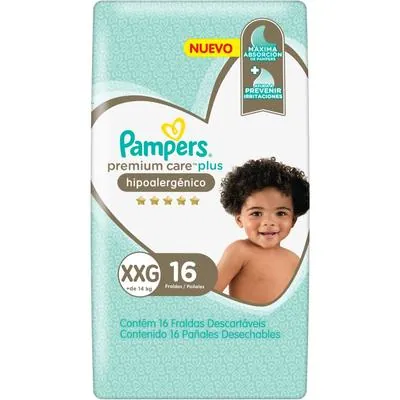 NUEVO
MÁXIMA
ABSORCIÓN
DE PAMPERS
+
PREVENIR
IRRITACIONES
Pampers
premium care™ plus
hipoalergénico
XXG
+de 14 kg
16
Fraldas / Pañales
Contém 16 Fraldas Descartáveis
Contenido 16 Pañales Desechables